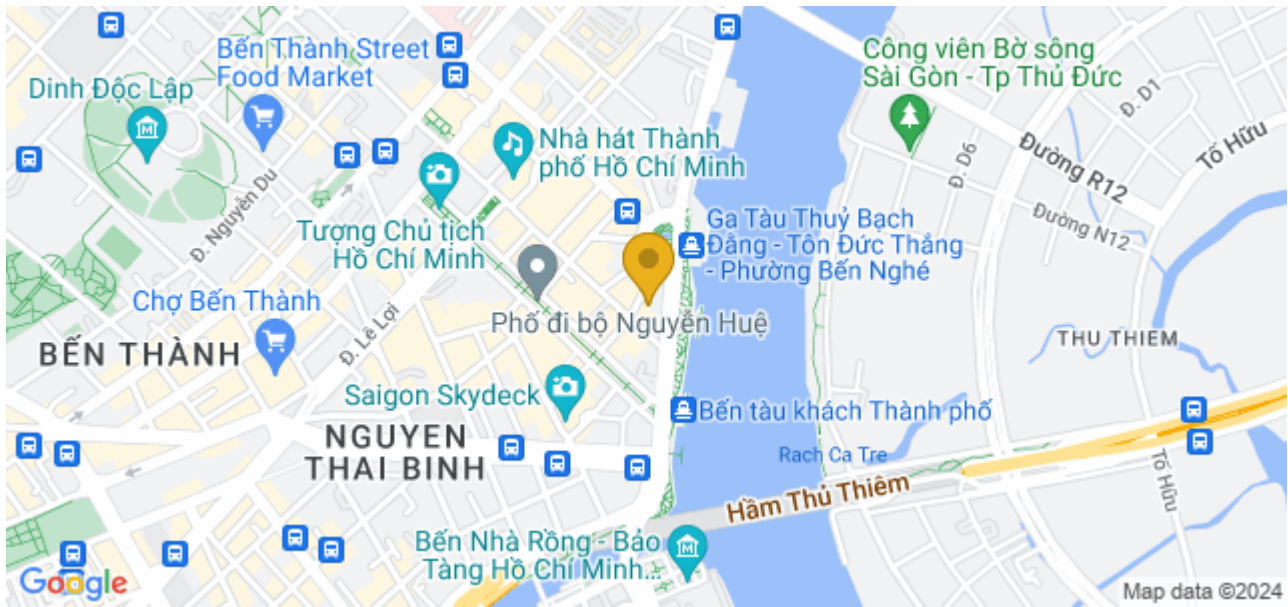 Bến Thành Street
Food Market
Dinh Độc Lập
Công viên Bờ sông
Sài Gòn - Tp Thủ Đức
Đ. D1
Tố Hữu
Đường R12
Đ. D6
Đường N12
Nhà hát Thành
phố Hồ Chí Minh
Đ. Nguyễn Du
Tượng Chủ tịch
Hồ Chí Minh
Ga Tàu Thuỷ Bạch
Đằng - Tôn Đức Thắng
- Phường Bến Nghé
Chợ Bến Thành
Đ. Lê Lợi
Phố đi bộ Nguyễn Huệ
BẾN THÀNH
THU THIEM
Saigon Skydeck
Bến tàu khách Thành phố
NGUYEN
THAI BINH
Rach Ca Tre
Tố Hữu
Hầm Thủ Thiêm
Bến Nhà Rồng - Bảo
Tàng Hồ Chí Minh...
Google
Map data ©2024